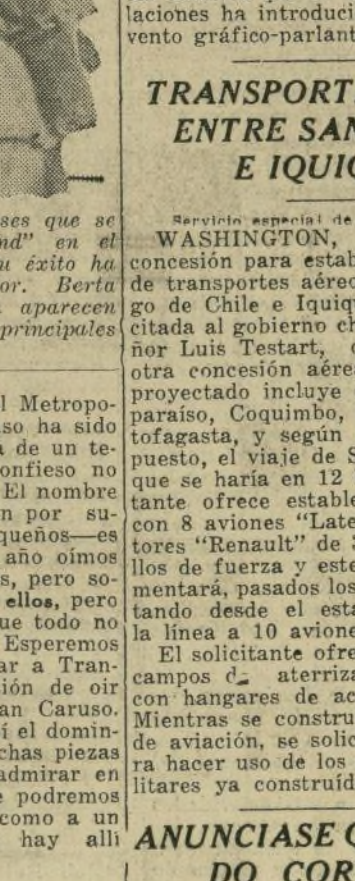 ses que se
nd" en el
u éxito ha
or. Berta
aparecen
principales
l Metropo-
so ha sido
a de un te-
onfieso no
El nombre
n por su-
queños—es
año oímos
s, pero so-
ellos, pero
ue todo no
Esperemos
ar a Tran-
sión de oir
an Caruso.
í el domin-
chas piezas
admirar en
e podremos
como a un
hay allí
laciones ha introduci
vento gráfico-parlant
TRANSPORT
ENTRE SAN
E IQUIQ
Servicio especial de
WASHINGTON,
concesión para estab
de transportes aéreo
go de Chile e Iquiq
citada al gobierno ch
ñor Luis Testart,
otra concesión aére
proyectado incluye
paraíso, Coquimbo,
tofagasta, y según
puesto, el viaje de S
que se haría en 12
tante ofrece estable
con 8 aviones "Late
tores "Renault" de
llos de fuerza y este
mentará, pasados los
tando desde el esta
la línea a 10 avione
El solicitante ofre
campos aterriza
con hangares de ac
Mientras se constru
de aviación, se solic
ra hacer uso de los
litares ya construíd
ANUNCIASE
DO COR